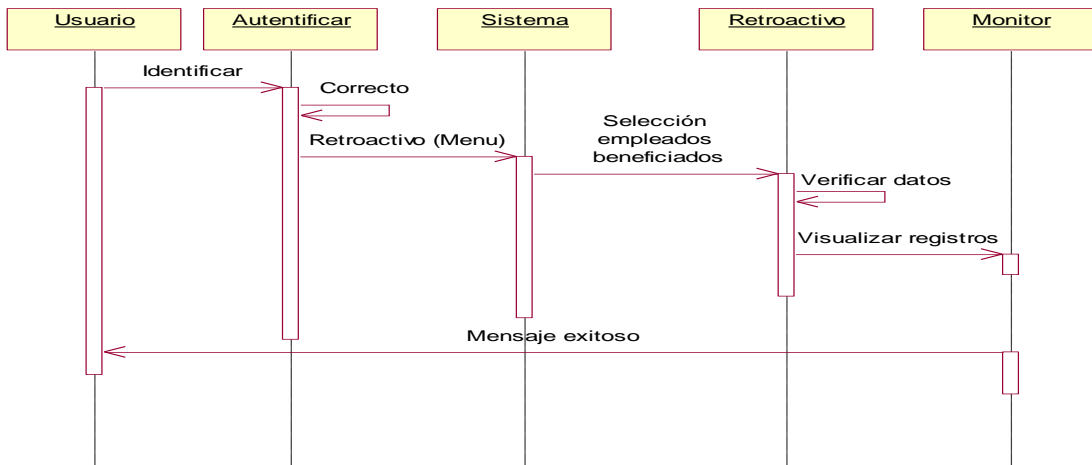 Usuario
Autentificar
Sistema
Retroactivo
Monitor
Identificar
Correcto
Retroactivo (Menu)
Selección
empleados
beneficiados
Verificar datos
Visualizar registros
Mensaje exitoso